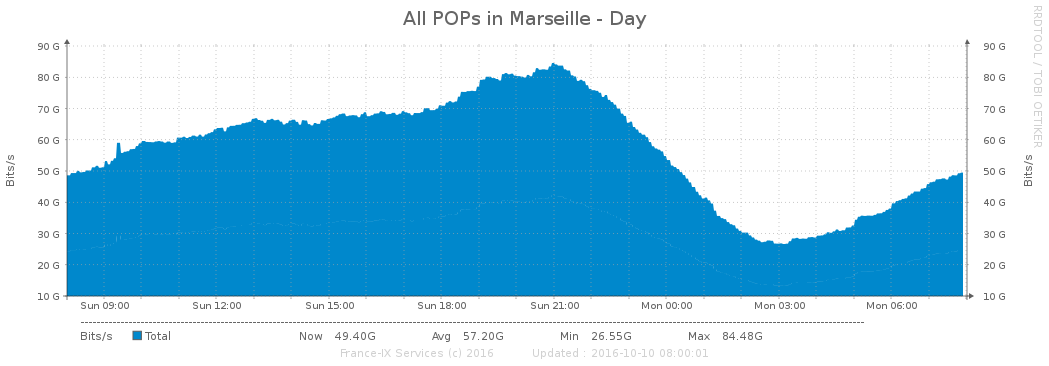 All POPs in Marseille - Day
RRDTOOL / TOBI OETIKER
90 G 90 G
80 G 80 G
70 G 70 G
60 G 60 G
50 G 50 G
40 G 40 G
30 G 30 G
20 G 20 G
10 G 10 G
Bits/s
Bits/s
Sun 09:00 Sun 12:00 Sun 15:00 Sun 18:00 Sun 21:00 Mon 00:00 Mon 03:00 Mon 06:00
Bits/s Total Now 49.40G Avg 57.20G Min 26.55G Max 84.48G
France-IX Services (c) 2016 Updated : 2016-10-10 08:00:01